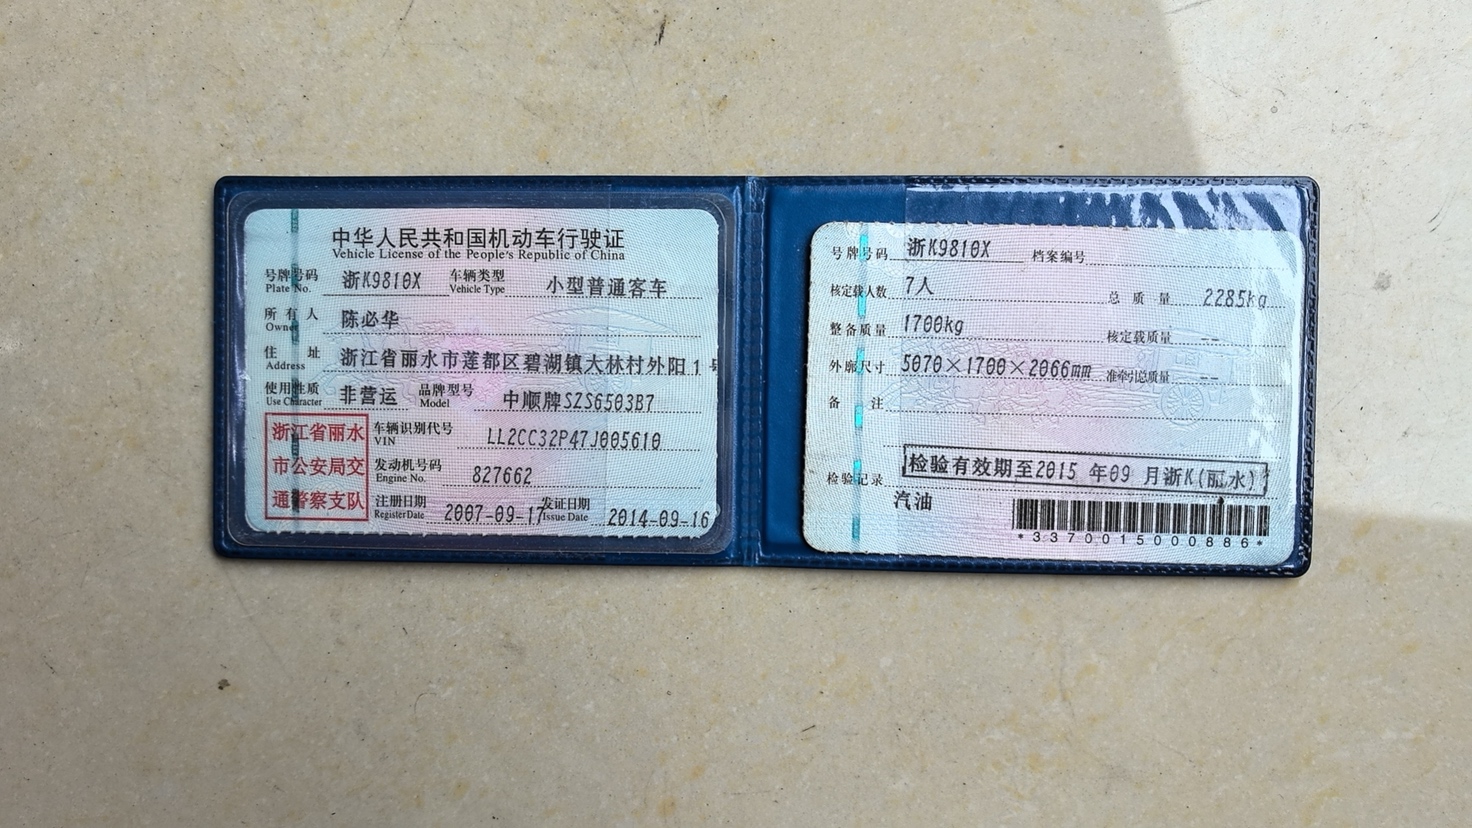 中华人民共和国机动车行驶证
Vehicle License of the People's Republic of China
号牌号码 浙K9810X 车辆类型 小型普通客车
Plate No. Vehicle Type
所有人 陈必华
Owner
住址 浙江省丽水市莲都区碧湖镇大林村外阳1号
Address
使用性质 非营运 品牌型号 中顺牌SZS6503B7
Use Character Model
浙江省丽水
市公安局交
通警察支队
车辆识别代号 LL2CC32P47J005610
VIN
发动机号码 827662
Engine No.
注册日期 2007-09-17 发证日期 2014-09-16
Register Date Issue Date
号牌号码 浙K9810X 档案编号
核定载人数 7人 总质量 2285kg
整备质量 1700kg 核定载质量 --
外廓尺寸 5070×1700×2066mm 准牵引总质量 --
备注
检验记录 检验有效期至2015年09月浙K(丽水)
汽油
*3370015000886*